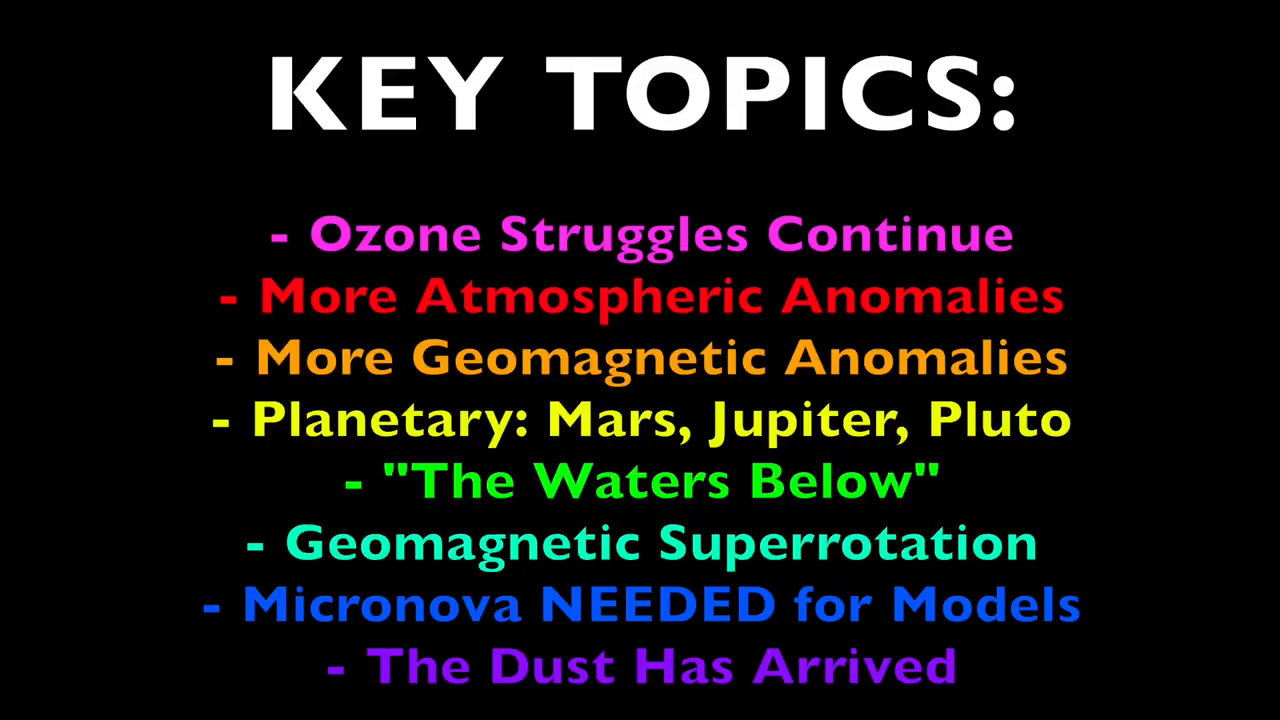 KEY TOPICS:
- Ozone Struggles Continue
- More Atmospheric Anomalies
- More Geomagnetic Anomalies
- Planetary: Mars, Jupiter, Pluto
- "The Waters Below"
- Geomagnetic Superrotation
- Micronova NEEDED for Models
- The Dust Has Arrived